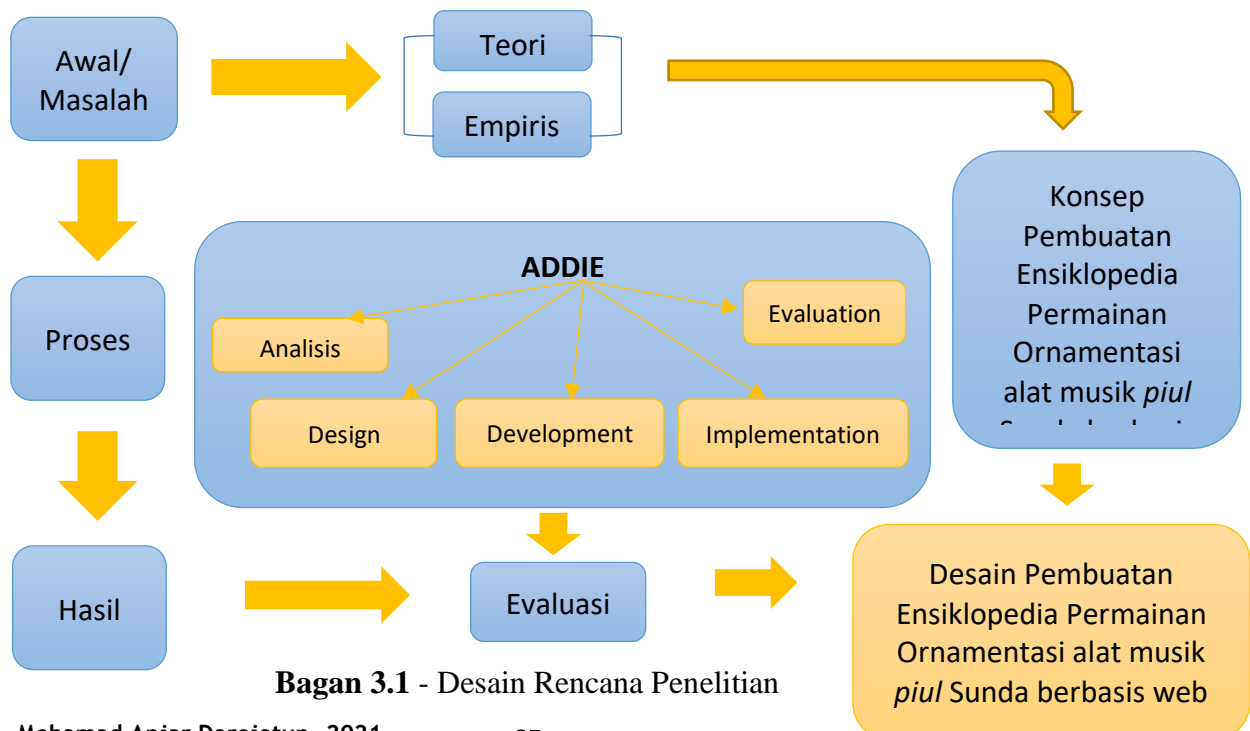 Awal/
Masalah
Teori
Empiris
Konsep
Pembuatan
Ensiklopedia
Permainan
Ornamentasi
alat musik piul
Proses
ADDIE
Analisis
Evaluation
Design
Development
Implementation
Hasil
Evaluasi
Desain Pembuatan
Ensiklopedia Permainan
Ornamentasi alat musik
piul Sunda berbasis web
Bagan 3.1 - Desain Rencana Penelitian
2021